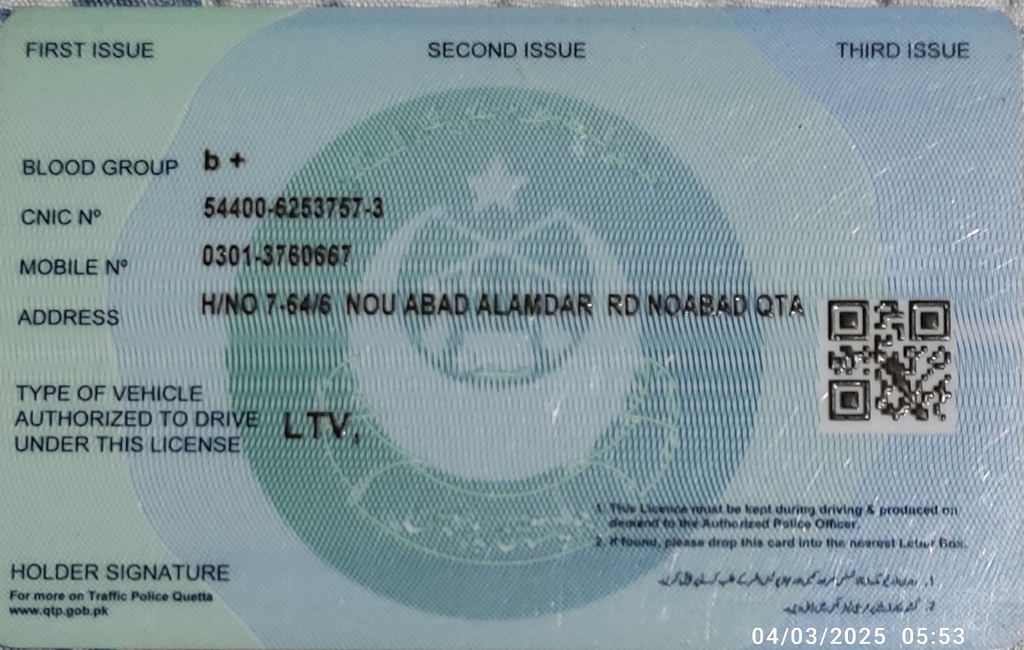 FIRST ISSUE SECOND ISSUE THIRD ISSUE
BLOOD GROUP b +
CNIC Nº 54400-6253757-3
MOBILE Nº 0301-3760667
ADDRESS H/NO 7-64/6 NOU ABAD ALAMDAR RD NOABAD QTA
TYPE OF VEHICLE
AUTHORIZED TO DRIVE LTV,
UNDER THIS LICENSE
1. This Licence must be kept during driving & produced on
demand to the Authorized Police Officer.
2. If found, please drop this card into the nearest Letter Box.
HOLDER SIGNATURE
For more on Traffic Police Quetta
www.qtp.gob.pk
04/03/2025 05:53